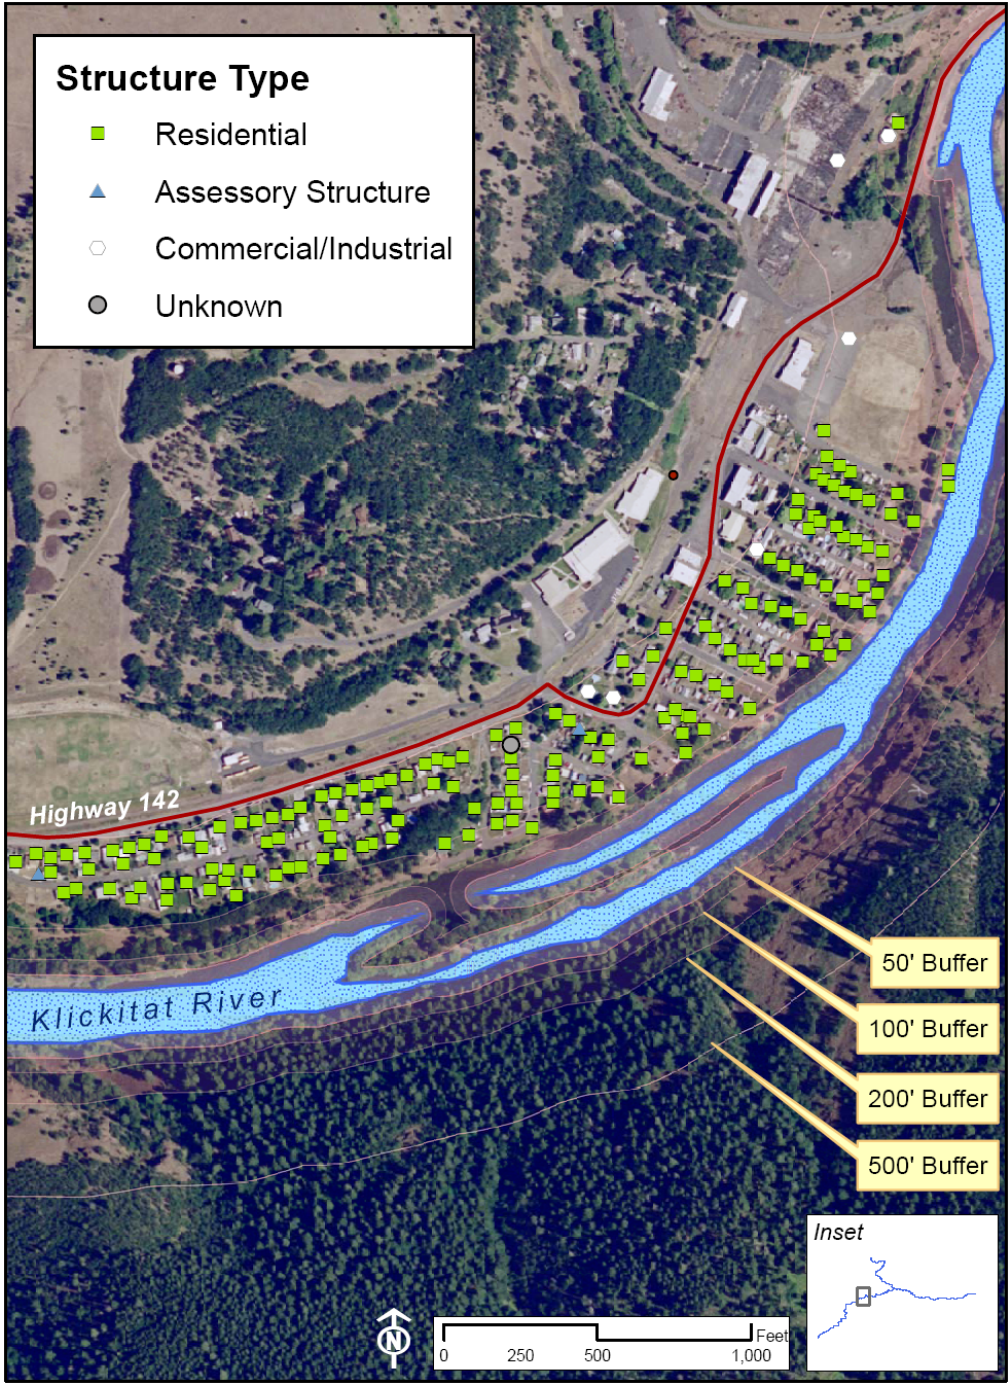 Structure Type
Residential
Assessory Structure
Commercial/Industrial
Unknown
Highway 142
Klickitat River
50' Buffer
100' Buffer
200' Buffer
500' Buffer
Inset
N
Feet
0 250 500 1,000